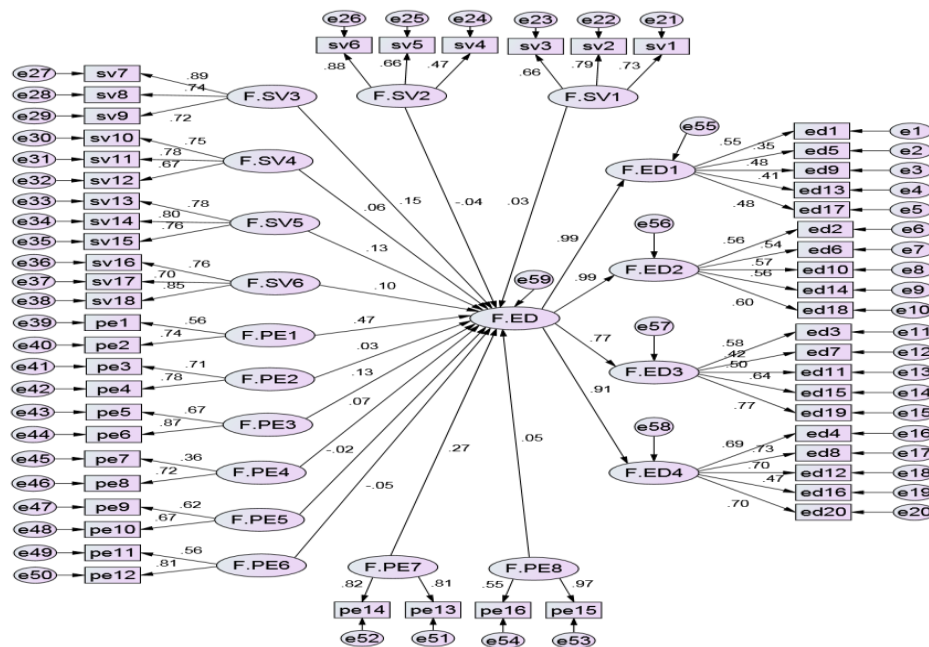 e26 e25 e24 e23 e22 e21
sv6 sv5 sv4 sv3 sv2 sv1
.88 .66 .47 .66 .79 .73
F.SV2 F.SV1
e27 sv7 .89
e28 sv8 .74 F.SV3
e29 sv9 .72
e30 sv10 .75
e31 sv11 .78 F.SV4
e32 sv12 .67
e33 sv13 .78
e34 sv14 .80 F.SV5
e35 sv15 .76
e36 sv16 .76
e37 sv17 .70 F.SV6
e38 sv18 .85
e39 pe1 .56 F.PE1
e40 pe2 .74
e41 pe3 .71 F.PE2
e42 pe4 .78
e43 pe5 .67 F.PE3
e44 pe6 .87
e45 pe7 .36 F.PE4
e46 pe8 .72
e47 pe9 .62 F.PE5
e48 pe10 .67
e49 pe11 .56 F.PE6
e50 pe12 .81
.06 .15 -.04 .03
.13
.10
.47
.03
.13
.07
-.02
-.05
.27
.05
F.ED e59
.99
.99
.77
.91
e55 F.ED1
.55 ed1 e1
.35 ed5 e2
.48 ed9 e3
.41 ed13 e4
.48 ed17 e5
e56 F.ED2
.56 ed2 e6
.54 ed6 e7
.57 ed10 e8
.56 ed14 e9
.60 ed18 e10
e57 F.ED3
.58 ed3 e11
.42 ed7 e12
.50 ed11 e13
.64 ed15 e14
.77 ed19 e15
e58 F.ED4
.69 ed4 e16
.73 ed8 e17
.70 ed12 e18
.47 ed16 e19
.70 ed20 e20
F.PE7 F.PE8
.82 .81 .55 .97
pe14 pe13 pe16 pe15
e52 e51 e54 e53